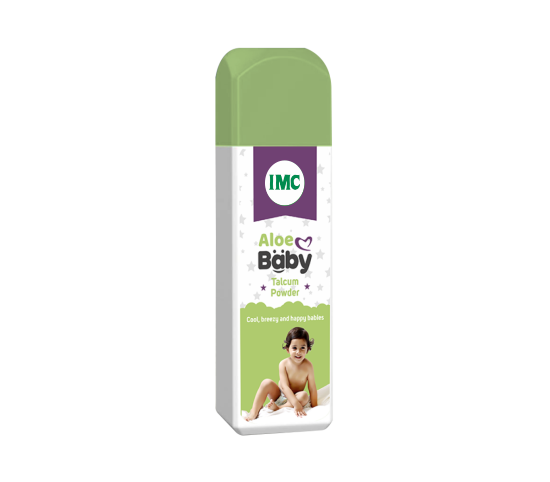 IMC
Aloe
Baby
Talcum
Powder
Cool, breezy and happy babies